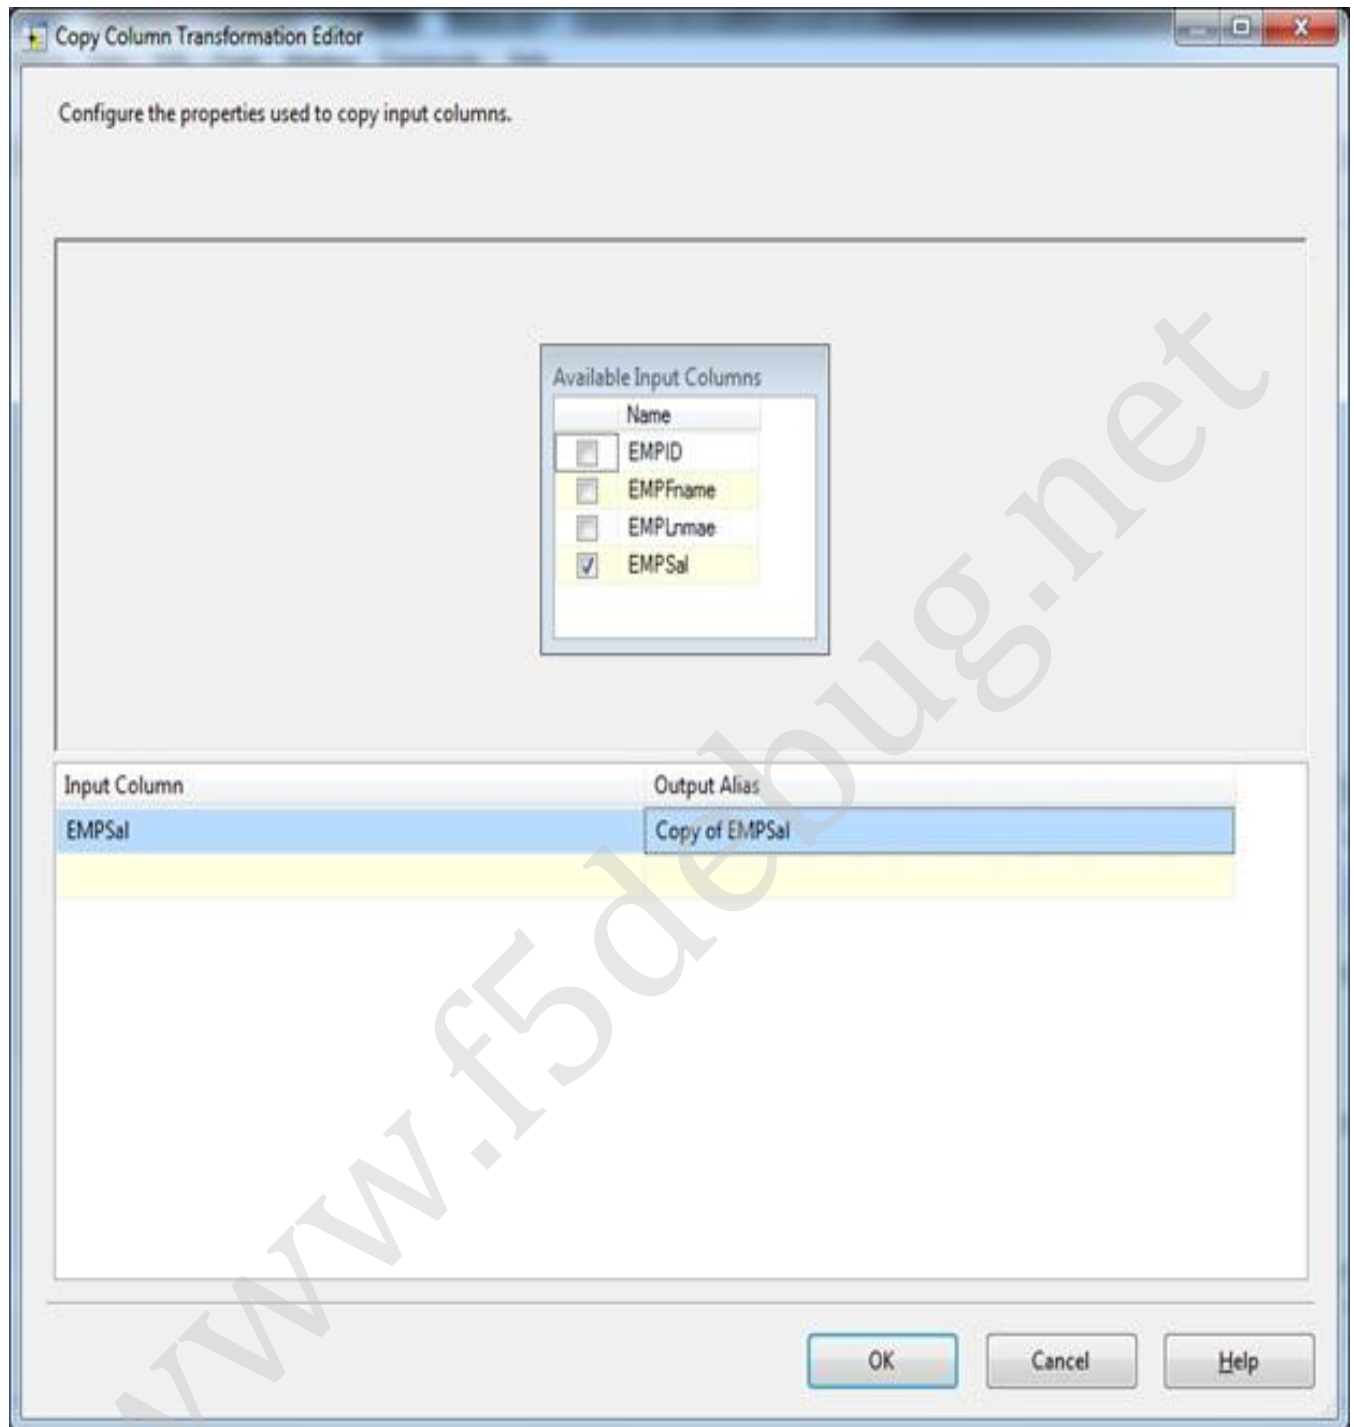 Copy Column Transformation Editor
Configure the properties used to copy input columns.
Available Input Columns
Name
EMPID
EMPFname
EMPLnmae
EMPSal
Input Column Output Alias
EMPSal Copy of EMPSal
OK Cancel Help
www.f5debug.net